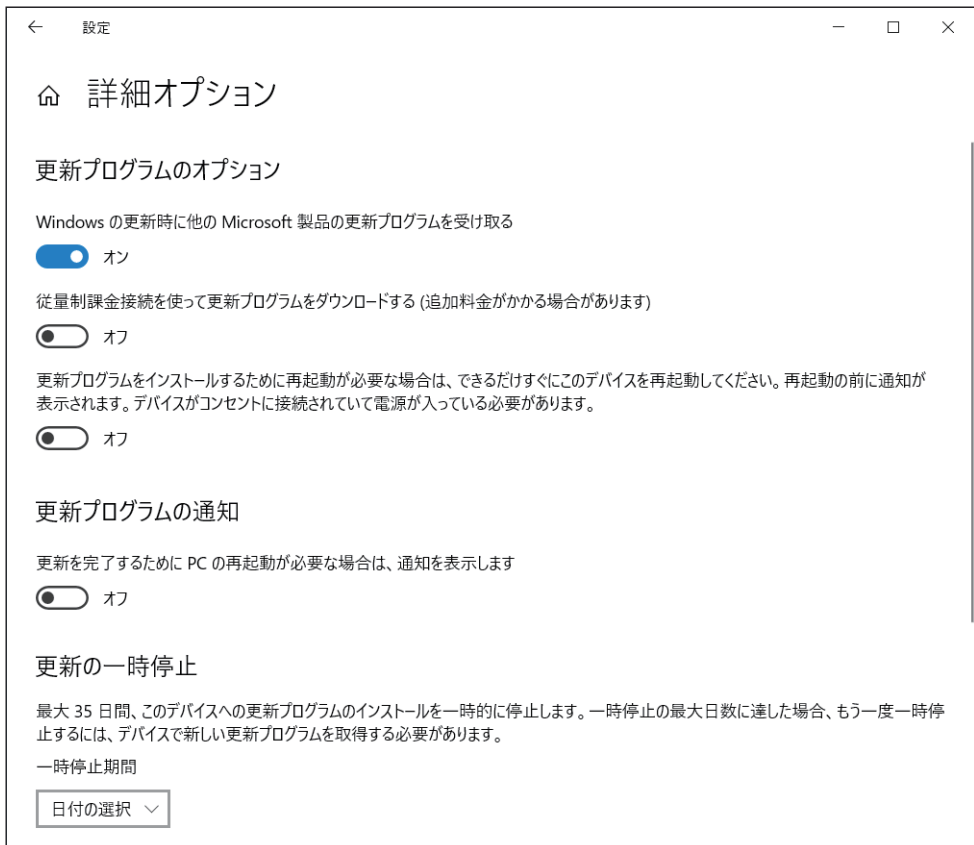 設定
詳細オプション
更新プログラムのオプション
Windows の更新時に他の Microsoft 製品の更新プログラムを受け取る
オン
従量制課金接続を使って更新プログラムをダウンロードする (追加料金がかかる場合があります)
オフ
更新プログラムをインストールするために再起動が必要な場合は、できるだけすぐにこのデバイスを再起動してください。再起動の前に通知が
表示されます。デバイスがコンセントに接続されていて電源が入っている必要があります。
オフ
更新プログラムの通知
更新を完了するために PC の再起動が必要な場合は、通知を表示します
オフ
更新の一時停止
最大 35 日間、このデバイスへの更新プログラムのインストールを一時的に停止します。一時停止の最大日数に達した場合、もう一度一時停
止するには、デバイスで新しい更新プログラムを取得する必要があります。
一時停止期間
日付の選択